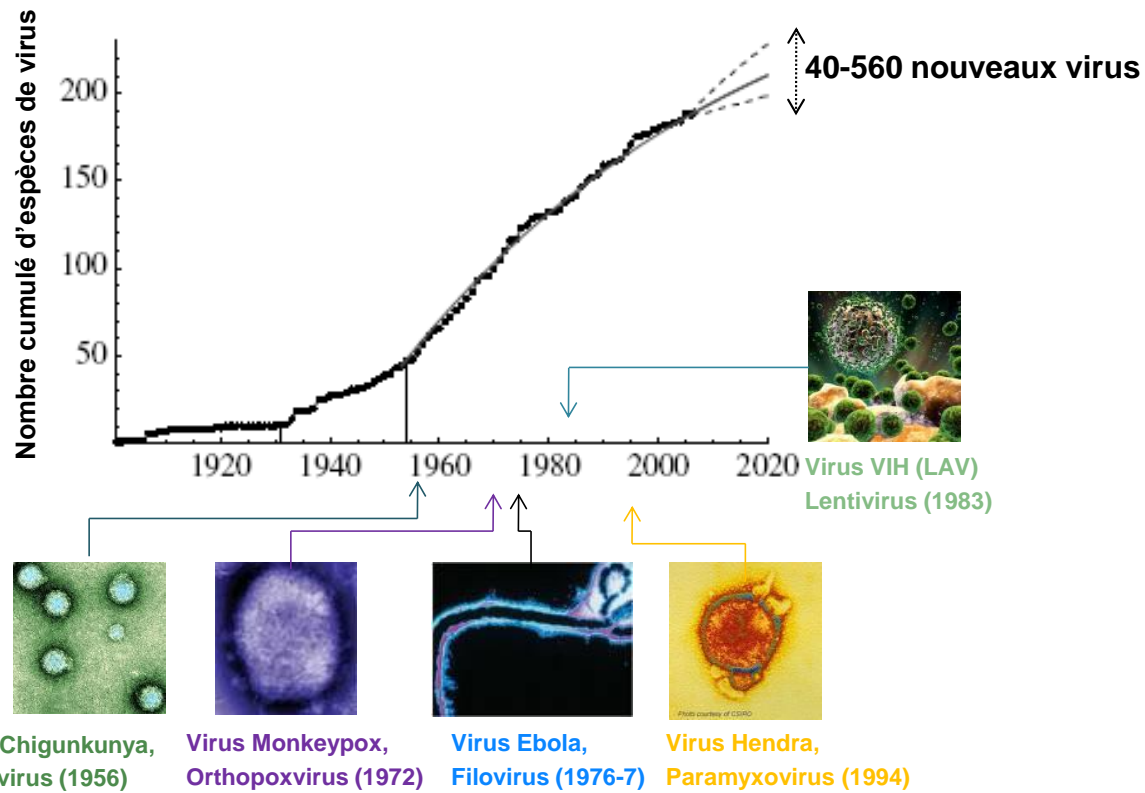 Nombre cumulé d'espèces de virus
200
150
100
50
1920 1940 1960 1980 2000 2020
40-560 nouveaux virus
Virus VIH (LAV)
Lentivirus (1983)
Chigunkunya,
virus (1956)
Virus Monkeypox,
Orthopoxvirus (1972)
Virus Ebola,
Filovirus (1976-7)
Photo courtesy of CSIRO
Virus Hendra,
Paramyxovirus (1994)